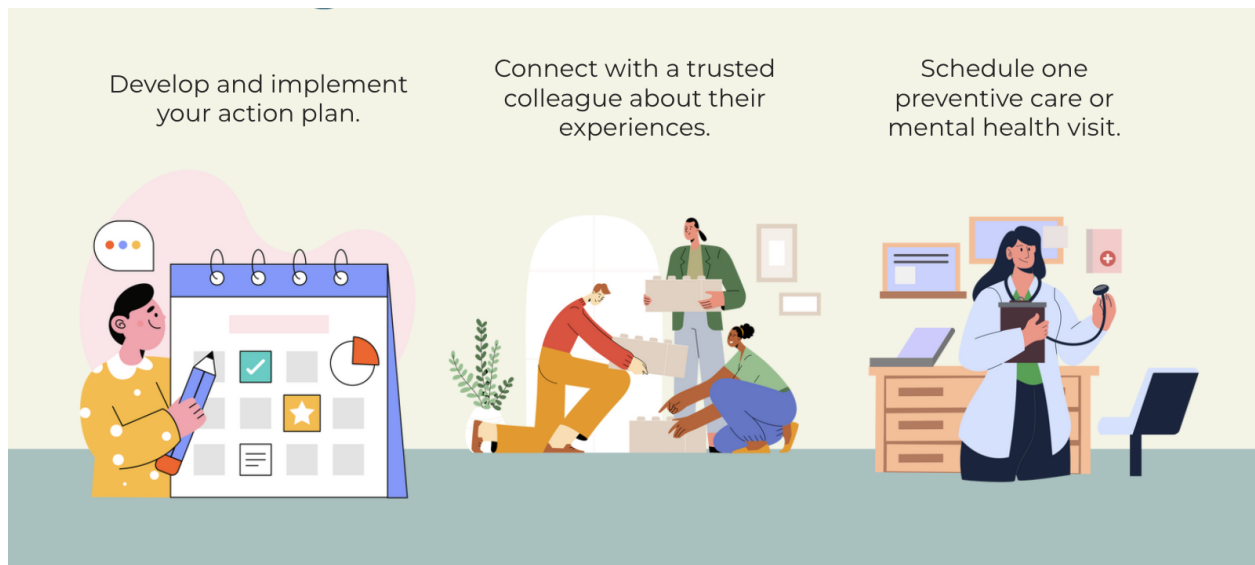 Develop and implement
your action plan.
Connect with a trusted
colleague about their
experiences.
Schedule one
preventive care or
mental health visit.